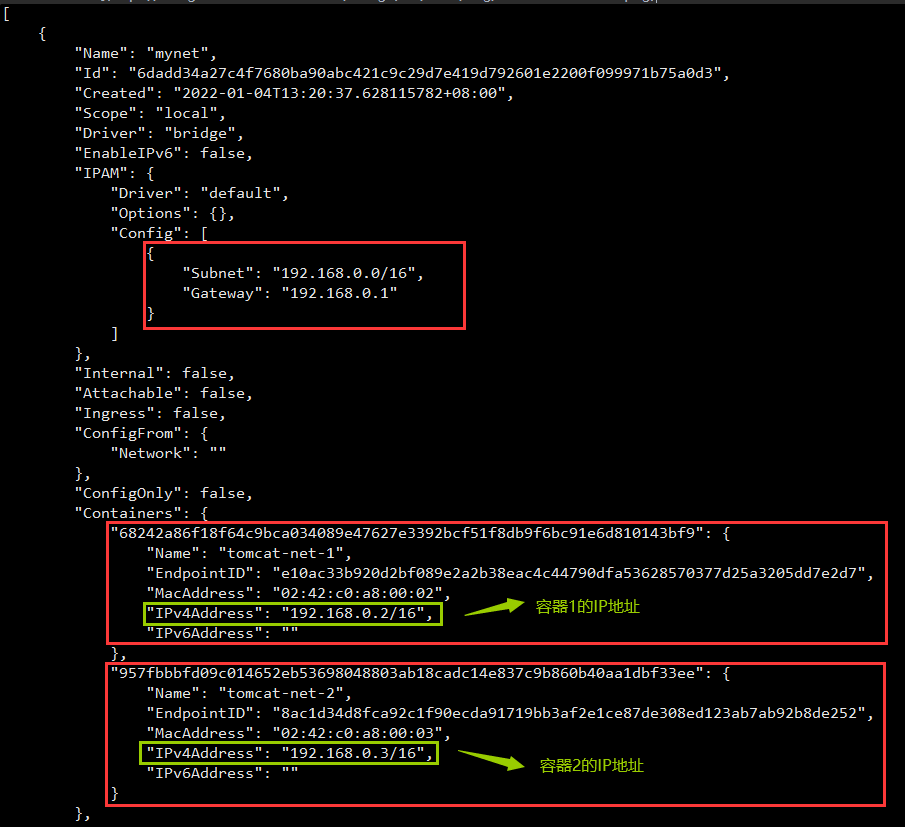 [
    {
        "Name": "mynet",
        "Id": "6dadd34a27c4f7680ba90abc421c9c29d7e419d792601e2200f099971b75a0d3",
        "Created": "2022-01-04T13:20:37.628115782+08:00",
        "Scope": "local",
        "Driver": "bridge",
        "EnableIPv6": false,
        "IPAM": {
            "Driver": "default",
            "Options": {},
            "Config": [
                {
                    "Subnet": "192.168.0.0/16",
                    "Gateway": "192.168.0.1"
                }
            ]
        },
        "Internal": false,
        "Attachable": false,
        "Ingress": false,
        "ConfigFrom": {
            "Network": ""
        },
        "ConfigOnly": false,
        "Containers": {
            "68242a86f18f64c9bca034089e47627e3392bcf51f8db9f6bc91e6d810143bf9": {
                "Name": "tomcat-net-1",
                "EndpointID": "e10ac33b920d2bf089e2a2b38eac4c44790dfa53628570377d25a3205dd7e2d7",
                "MacAddress": "02:42:c0:a8:00:02",
                "IPv4Address": "192.168.0.2/16", 容器1的IP地址
                "IPv6Address": ""
            },
            "957fbbbfd09c014652eb53698048803ab18cadc14e837c9b860b40aa1dbf33ee": {
                "Name": "tomcat-net-2",
                "EndpointID": "8ac1d34d8fca92c1f90ecda91719bb3af2e1ce87de308ed123ab7ab92b8de252",
                "MacAddress": "02:42:c0:a8:00:03",
                "IPv4Address": "192.168.0.3/16", 容器2的IP地址
                "IPv6Address": ""
            }
        },